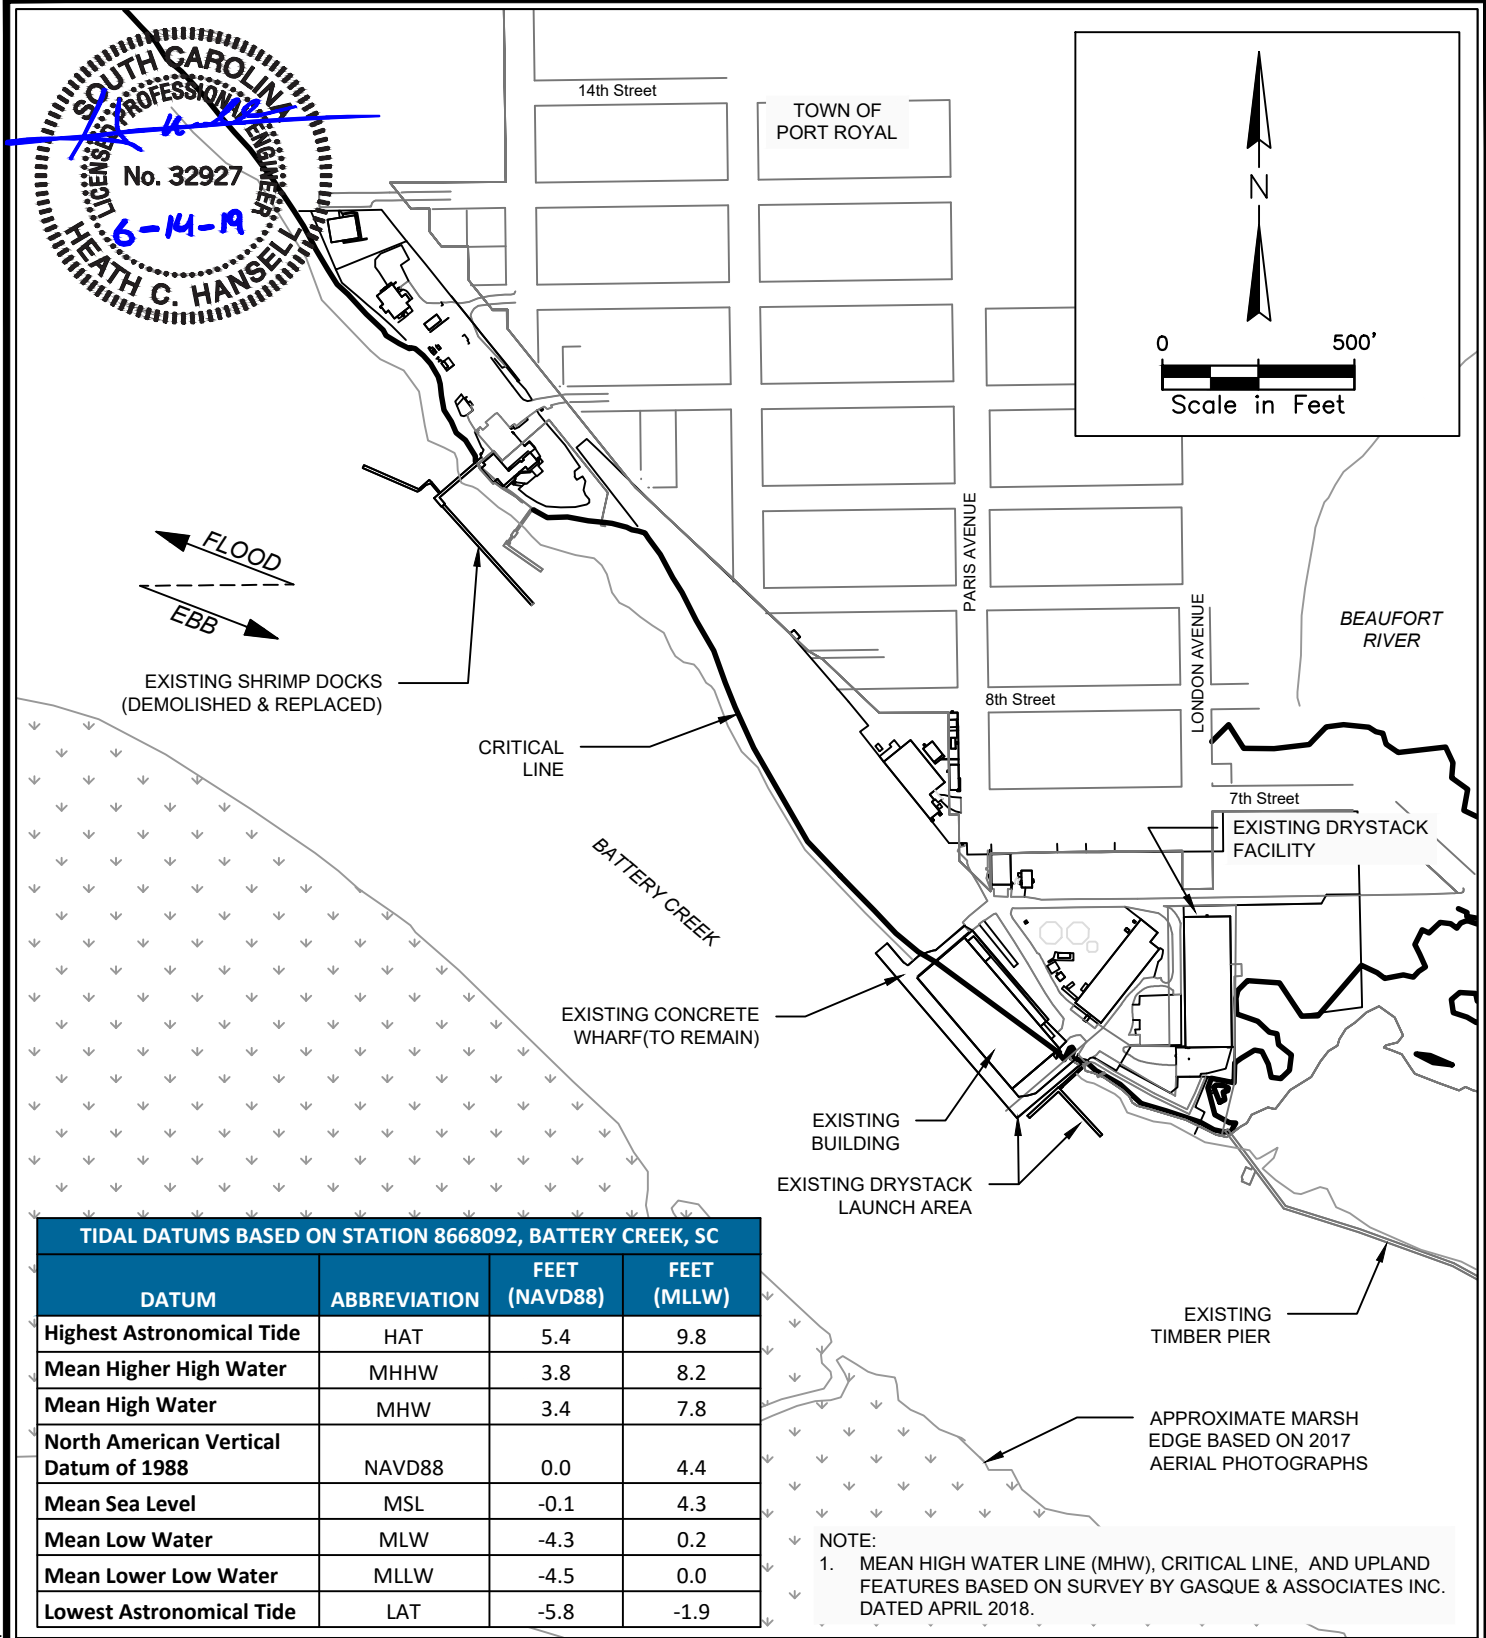 SOUTH CAROLINA
LICENSED PROFESSIONAL ENGINEER
No. 32927
6-14-19
HEATH C. HANSELL
14th Street
TOWN OF
PORT ROYAL
N
0 500'
Scale in Feet
FLOOD
EBB
PARIS AVENUE
LONDON AVENUE
BEAUFORT
RIVER
EXISTING SHRIMP DOCKS
(DEMOLISHED & REPLACED)
8th Street
CRITICAL
LINE
7th Street
EXISTING DRYSTACK
FACILITY
BATTERY CREEK
EXISTING CONCRETE
WHARF(TO REMAIN)
EXISTING
BUILDING
EXISTING DRYSTACK
LAUNCH AREA
EXISTING
TIMBER PIER
APPROXIMATE MARSH
EDGE BASED ON 2017
AERIAL PHOTOGRAPHS
TIDAL DATUMS BASED ON STATION 8668092, BATTERY CREEK, SC
DATUM ABBREVIATION FEET (NAVD88) FEET (MLLW)
Highest Astronomical Tide HAT 5.4 9.8
Mean Higher High Water MHHW 3.8 8.2
Mean High Water MHW 3.4 7.8
North American Vertical
Datum of 1988 NAVD88 0.0 4.4
Mean Sea Level MSL -0.1 4.3
Mean Low Water MLW -4.3 0.2
Mean Lower Low Water MLLW -4.5 0.0
Lowest Astronomical Tide LAT -5.8 -1.9
NOTE:
1. MEAN HIGH WATER LINE (MHW), CRITICAL LINE, AND UPLAND
FEATURES BASED ON SURVEY BY GASQUE & ASSOCIATES INC.
DATED APRIL 2018.